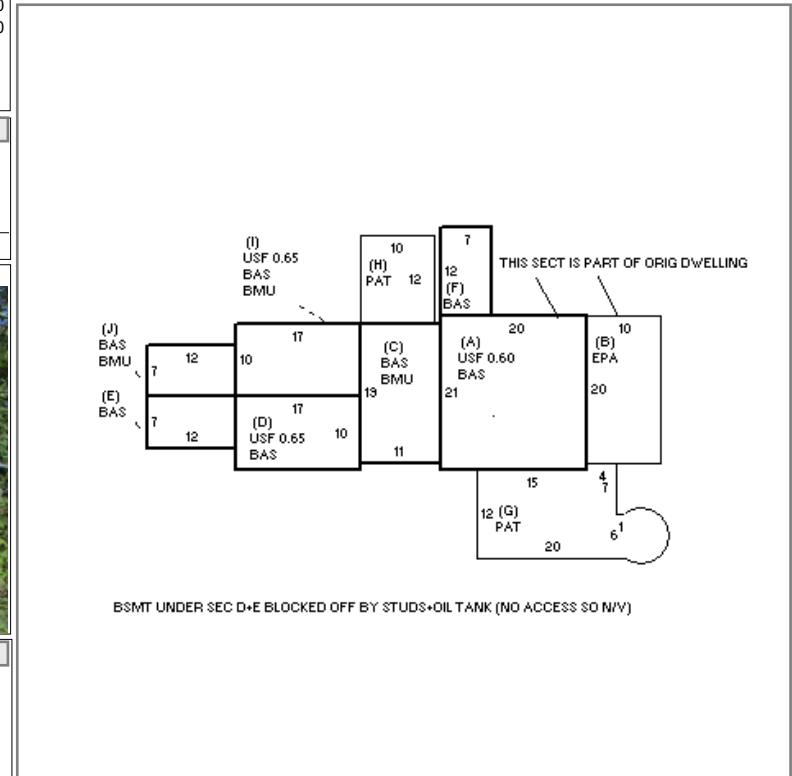 (I)
USF 0.65
BAS
BMU
10
(H)
PAT 12
7
12
(F)
BAS
THIS SECT IS PART OF ORIG DWELLING
(J)
BAS
BMU
12
7
17
10
(C)
BAS
BMU
19
11
20
(A)
USF 0.60
BAS
21
10
(B)
EPA
20
(E)
BAS
7
12
17
(D)
10
USF 0.65
BAS
15
4
7
12 (G)
PAT
6 1
20
BSMT UNDER SEC D+E BLOCKED OFF BY STUDS+OIL TANK (NO ACCESS SO N/V)